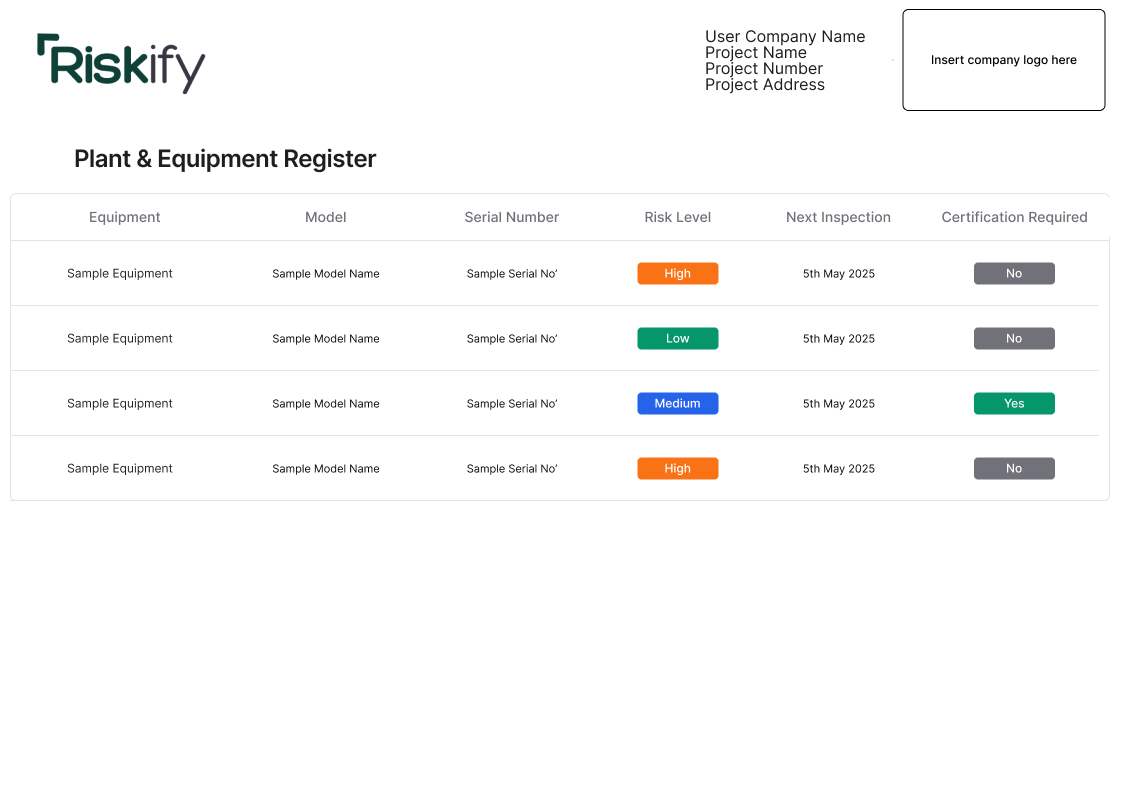 Riskify
User Company Name
Project Name
Project Number
Project Address
Insert company logo here
Plant & Equipment Register
Equipment Model Serial Number Risk Level Next Inspection Certification Required
Sample Equipment Sample Model Name Sample Serial No’ High 5th May 2025 No
Sample Equipment Sample Model Name Sample Serial No’ Low 5th May 2025 No
Sample Equipment Sample Model Name Sample Serial No’ Medium 5th May 2025 Yes
Sample Equipment Sample Model Name Sample Serial No’ High 5th May 2025 No